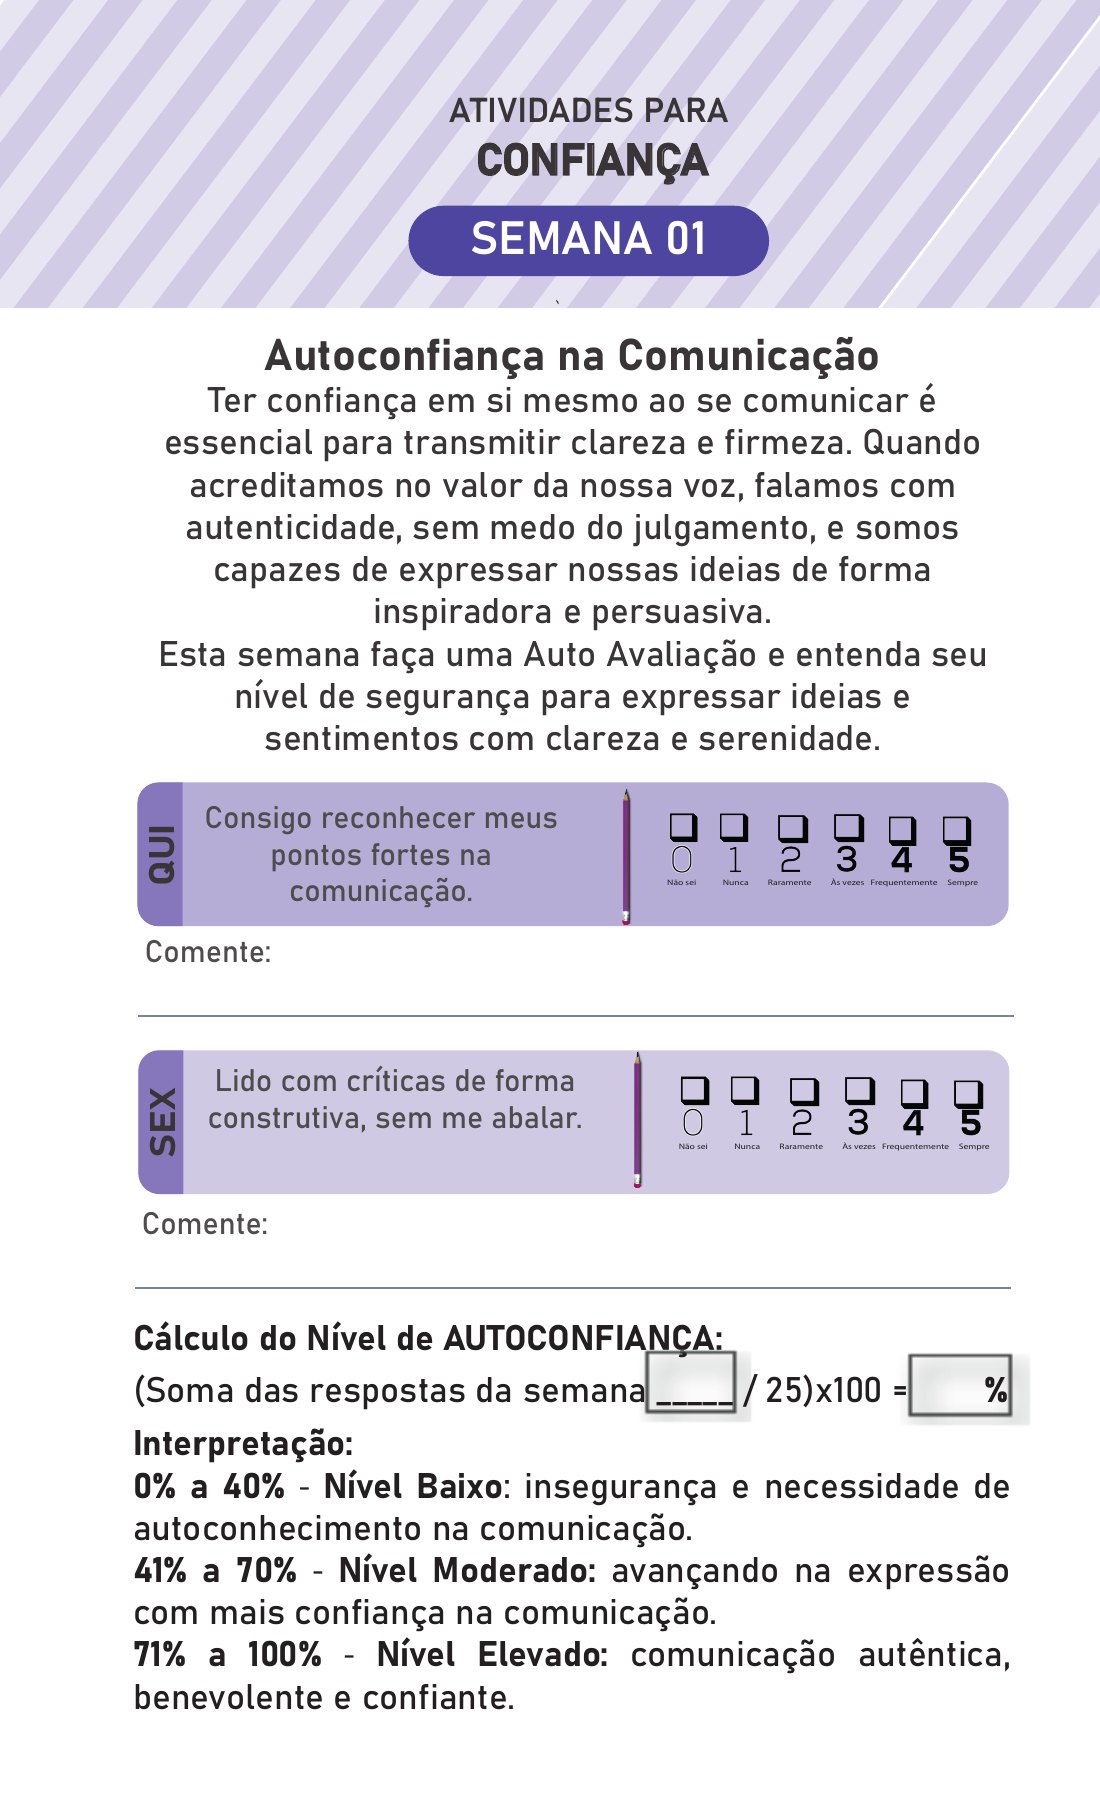 ATIVIDADES PARA
CONFIANÇA
SEMANA 01
Autoconfiança na Comunicação
Ter confiança em si mesmo ao se comunicar é
essencial para transmitir clareza e firmeza. Quando
acreditamos no valor da nossa voz, falamos com
autenticidade, sem medo do julgamento, e somos
capazes de expressar nossas ideias de forma
inspiradora e persuasiva.
Esta semana faça uma Auto Avaliação e entenda seu
nível de segurança para expressar ideias e
sentimentos com clareza e serenidade.
QUI
Consigo reconhecer meus
pontos fortes na
comunicação.
0 1 2 3 4 5
Não sei Nunca Raramente Às vezes Frequentemente Sempre
Comente:
SEX
Lido com críticas de forma
construtiva, sem me abalar.
0 1 2 3 4 5
Não sei Nunca Raramente Às vezes Frequentemente Sempre
Comente:
Cálculo do Nível de AUTOCONFIANÇA:
(Soma das respostas da semana _____ / 25)x100 = %
Interpretação:
0% a 40% - Nível Baixo: insegurança e necessidade de
autoconhecimento na comunicação.
41% a 70% - Nível Moderado: avançando na expressão
com mais confiança na comunicação.
71% a 100% - Nível Elevado: comunicação autêntica,
benevolente e confiante.